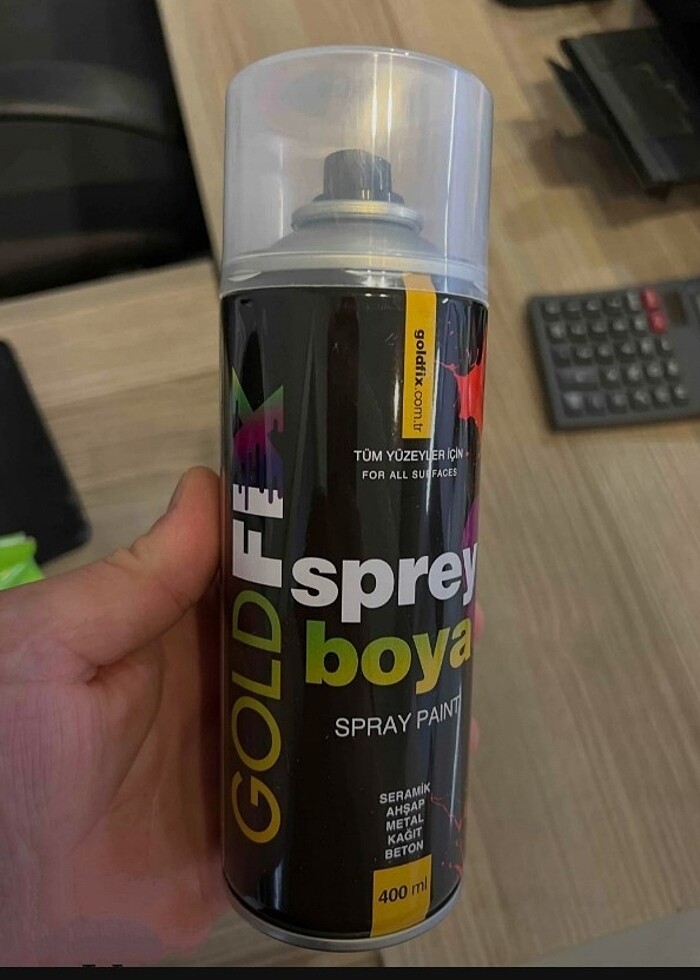 goldfix.com.tr
TÜM YÜZEYLER İÇİN
FOR ALL SURFACES
GOLDFIX
sprey
boya
SPRAY PAINT
SERAMİK
AHŞAP
METAL
KAĞIT
BETON
400 ml